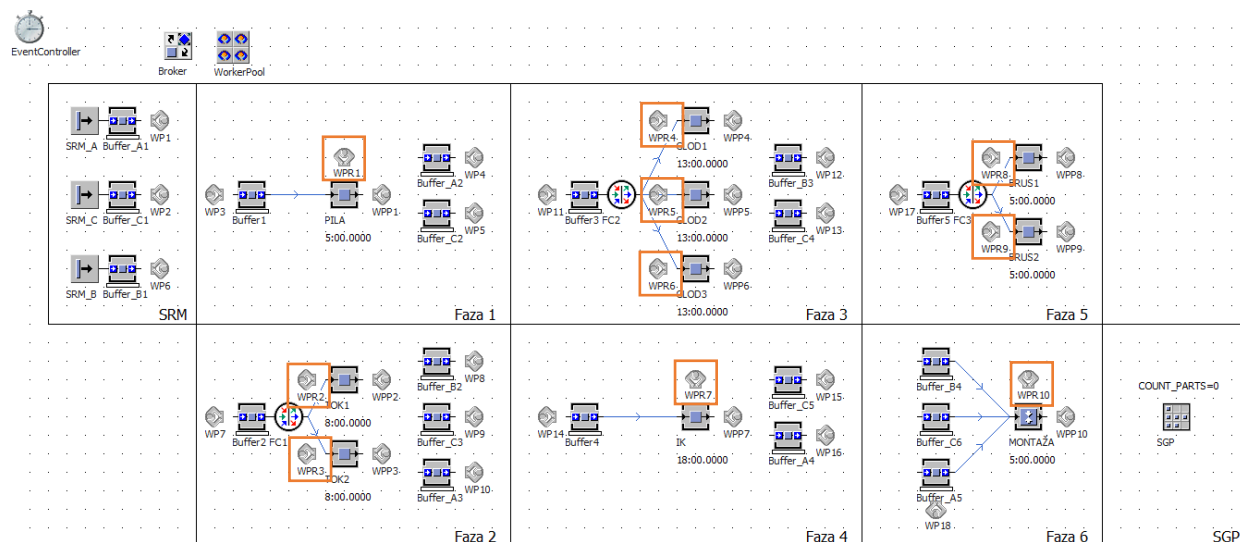 EventController
Broker
WorkerPool
SRM_A
Buffer_A1
WP1
SRM_C
Buffer_C1
WP2
SRM_B
Buffer_B1
WP6
SRM
WP3
Buffer1
WPR1
PILA
5:00.0000
WPP1
Buffer_A2
WP4
Buffer_C2
WP5
Faza 1
WP11
Buffer3
FC2
WPR4
GLOD1
13:00.0000
WPP4
WPR5
GLOD2
13:00.0000
WPP5
WPR6
GLOD3
13:00.0000
WPP6
Buffer_B3
WP12
Buffer_C4
WP13
Faza 3
WP17
Buffer5
FC3
WPR8
BRUS1
5:00.0000
WPP8
WPR9
BRUS2
5:00.0000
WPP9
Faza 5
WP7
Buffer2
FC1
WPR2
TOK1
8:00.0000
WPP2
WPR3
TOK2
8:00.0000
WPP3
Buffer_B2
WP8
Buffer_C3
WP9
Buffer_A3
WP10
Faza 2
WP14
Buffer4
WPR7
IK
18:00.0000
WPP7
Buffer_C5
WP15
Buffer_A4
WP16
Faza 4
Buffer_B4
Buffer_C6
Buffer_A5
WP18
WPR10
MONTAŽA
5:00.0000
WPP10
Faza 6
COUNT_PARTS=0
SGP
SGP